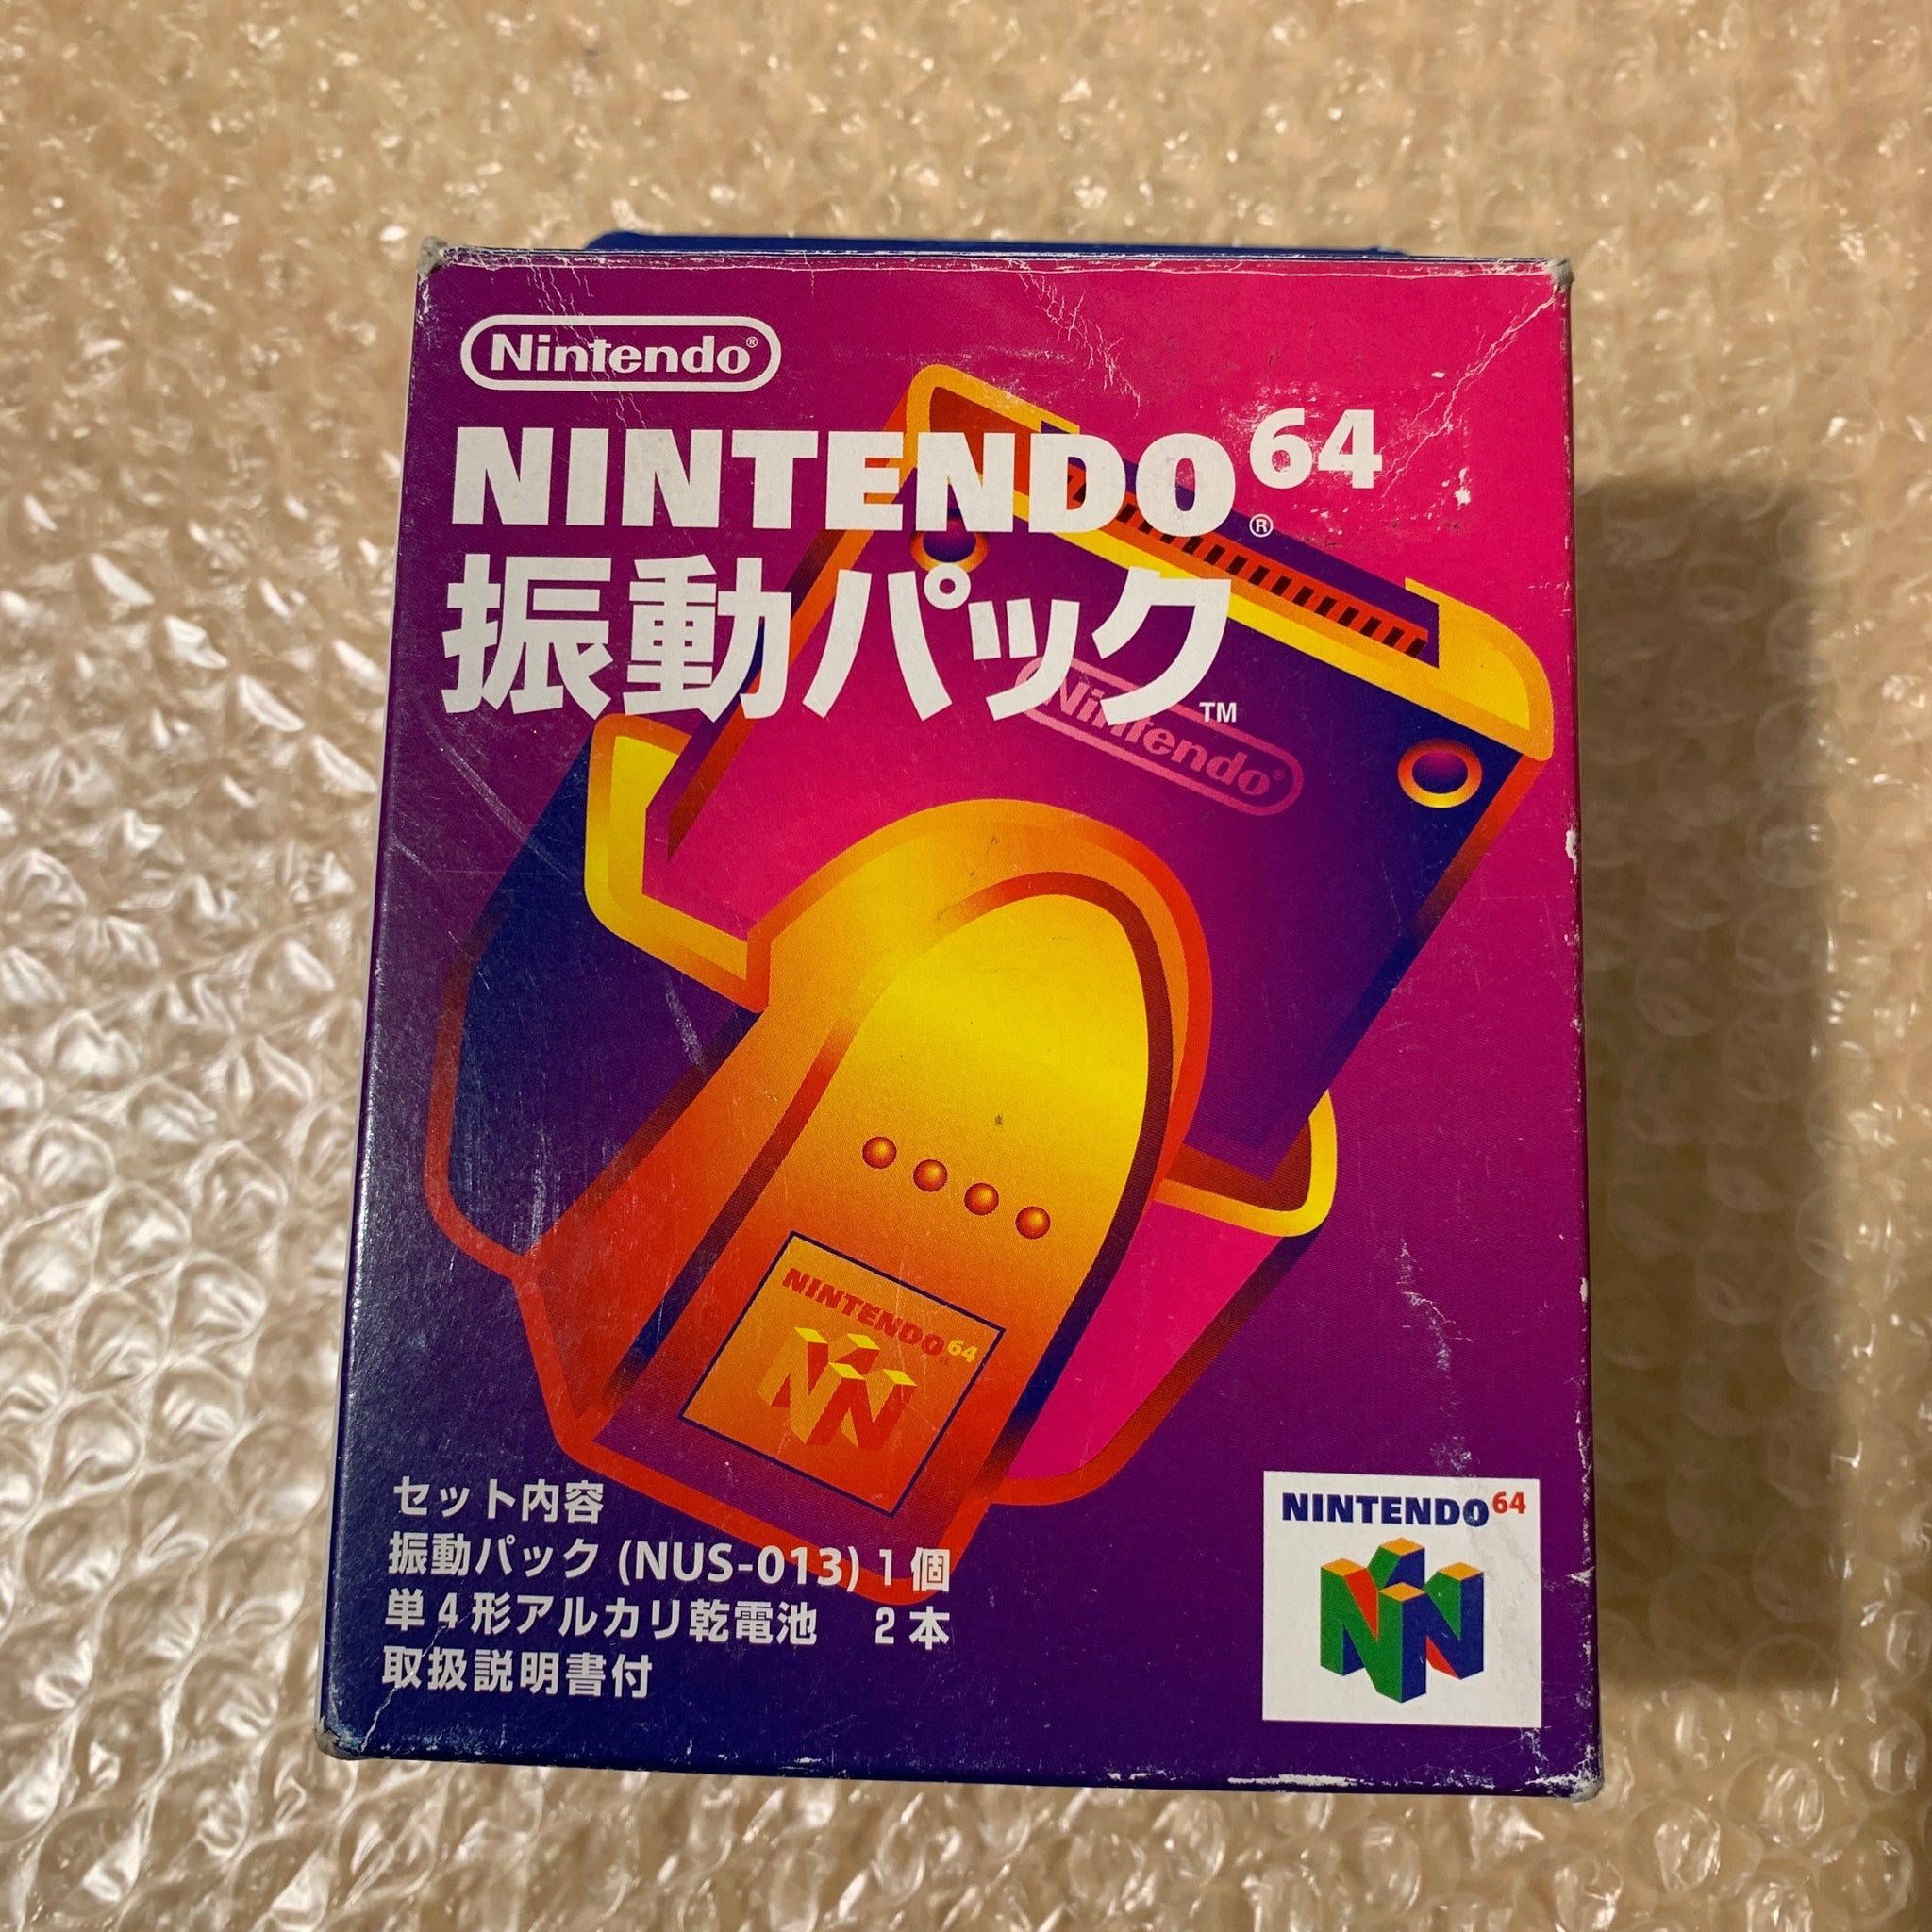 Nintendo®
NINTENDO64®
振動パック™
Nintendo®
NINTENDO64
セット内容
振動パック (NUS-013) 1個
単4形アルカリ乾電池 2本
取扱説明書付
NINTENDO64